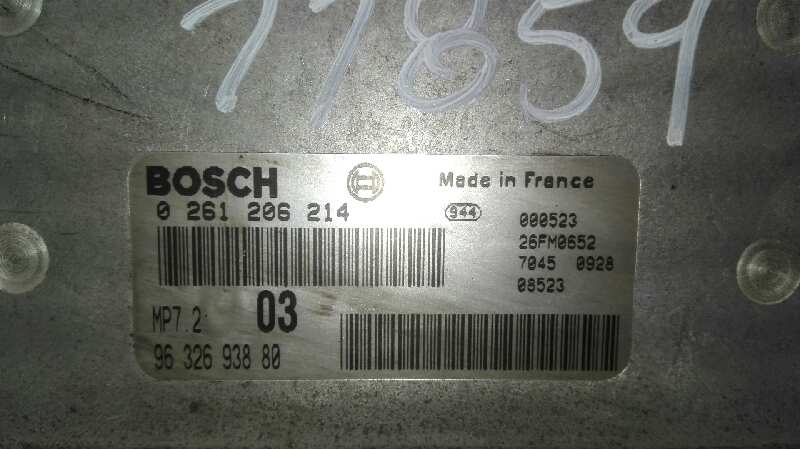 77859
BOSCH
Made in France
0 261 206 214
944
000523
26FM0652
7045 0928
08523
MP7.2
03
96 326 938 80